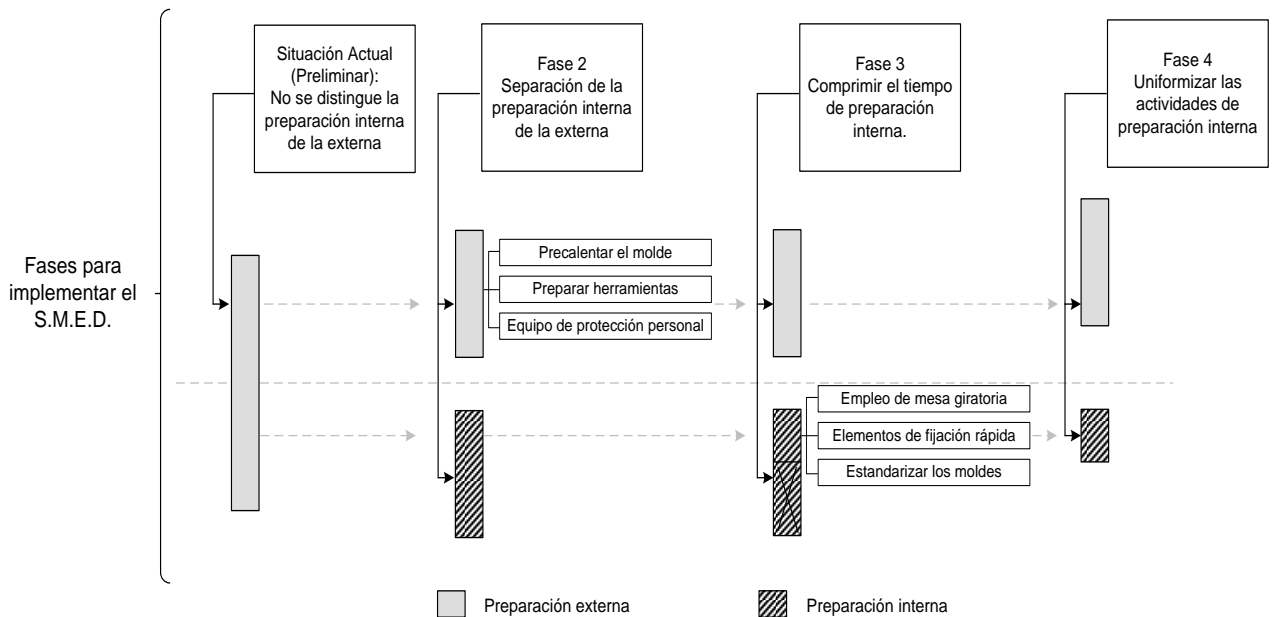 Fases para
implementar el
S.M.E.D.
Situación Actual
(Preliminar):
No se distingue la
preparación interna
de la externa
Fase 2
Separación de la
preparación interna
de la externa
Fase 3
Comprimir el tiempo
de preparación
interna.
Fase 4
Uniformizar las
actividades de
preparación interna
Precalentar el molde
Preparar herramientas
Equipo de protección personal
Empleo de mesa giratoria
Elementos de fijación rápida
Estandarizar los moldes
Preparación externa
Preparación interna